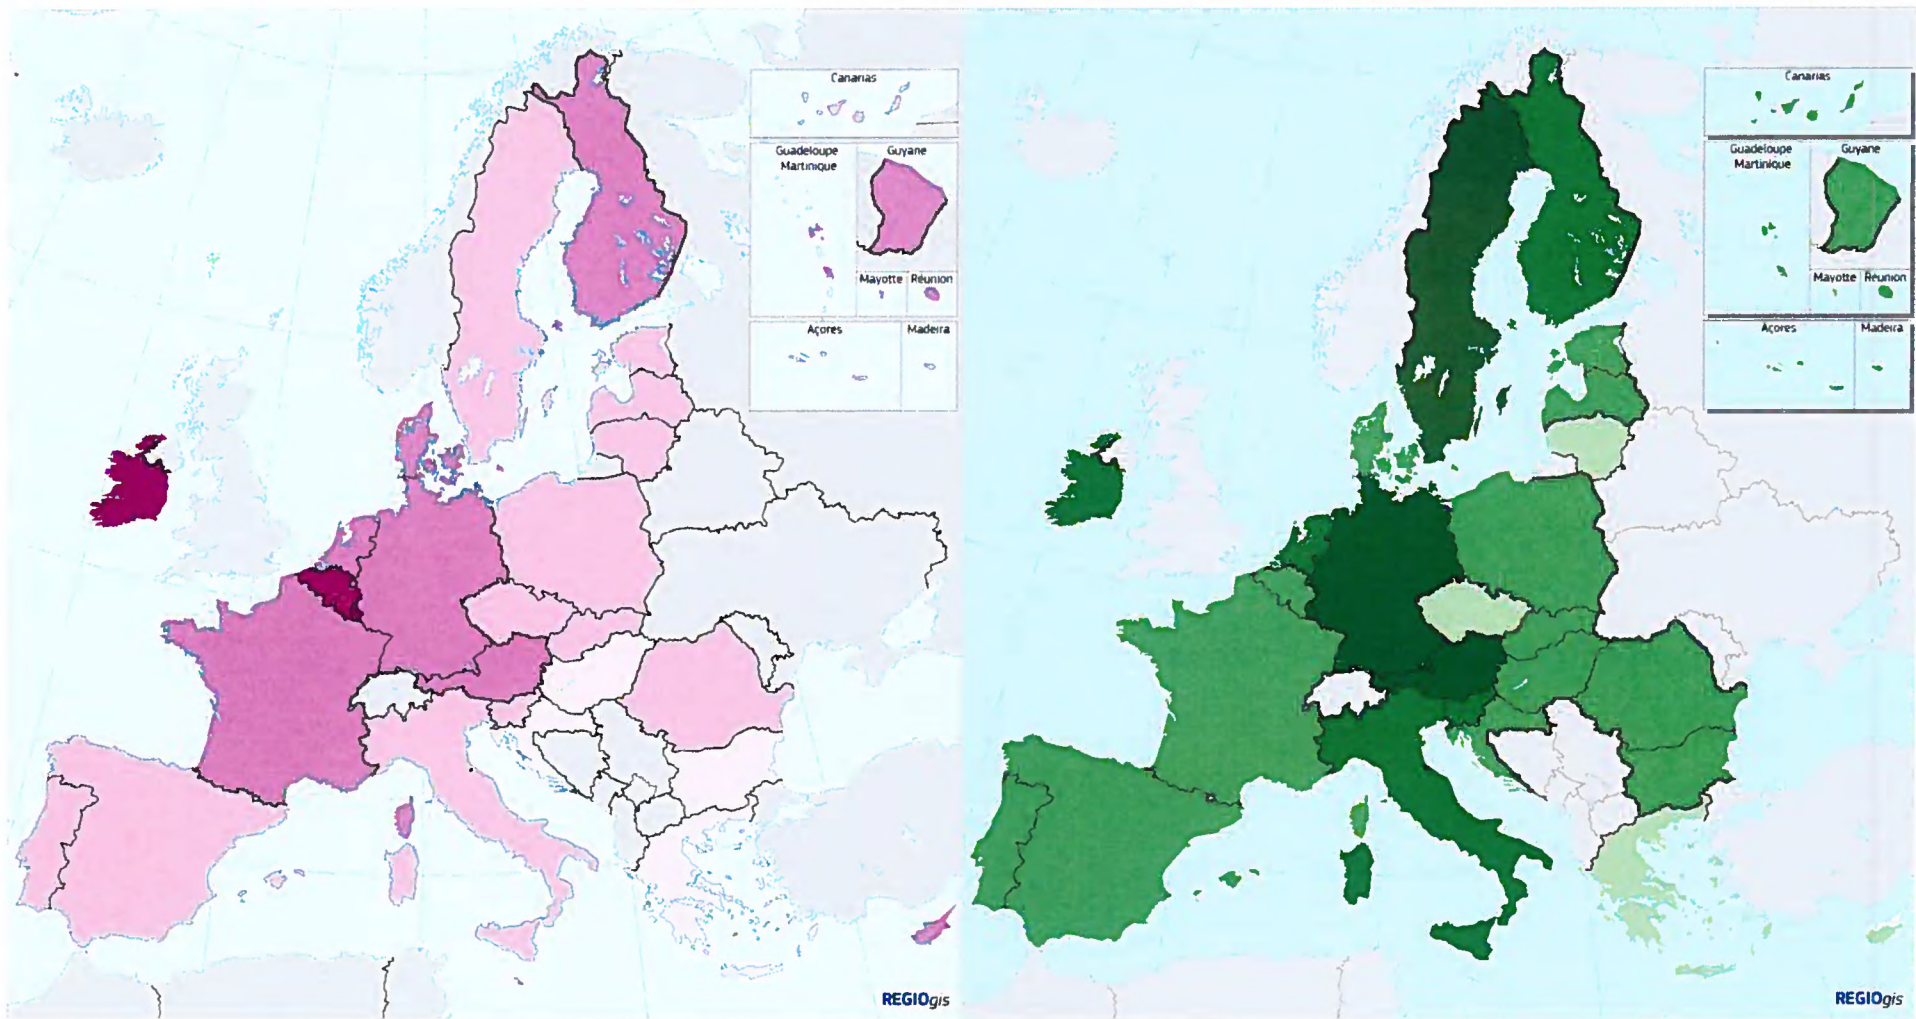 Canarias
Guadeloupe
Martinique
Guyane
Mayotte
Réunion
Açores
Madeira
REGIOgis
Canarias
Guadeloupe
Martinique
Guyane
Mayotte
Réunion
Açores
Madeira
REGIOgis